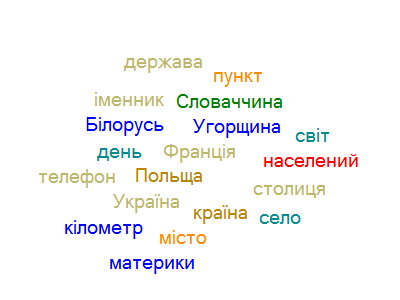 держава
пункт
іменник Словаччина
Білорусь Угорщина світ
день Франція населений
телефон Польща столиця
Україна країна село
кілометр місто
материки